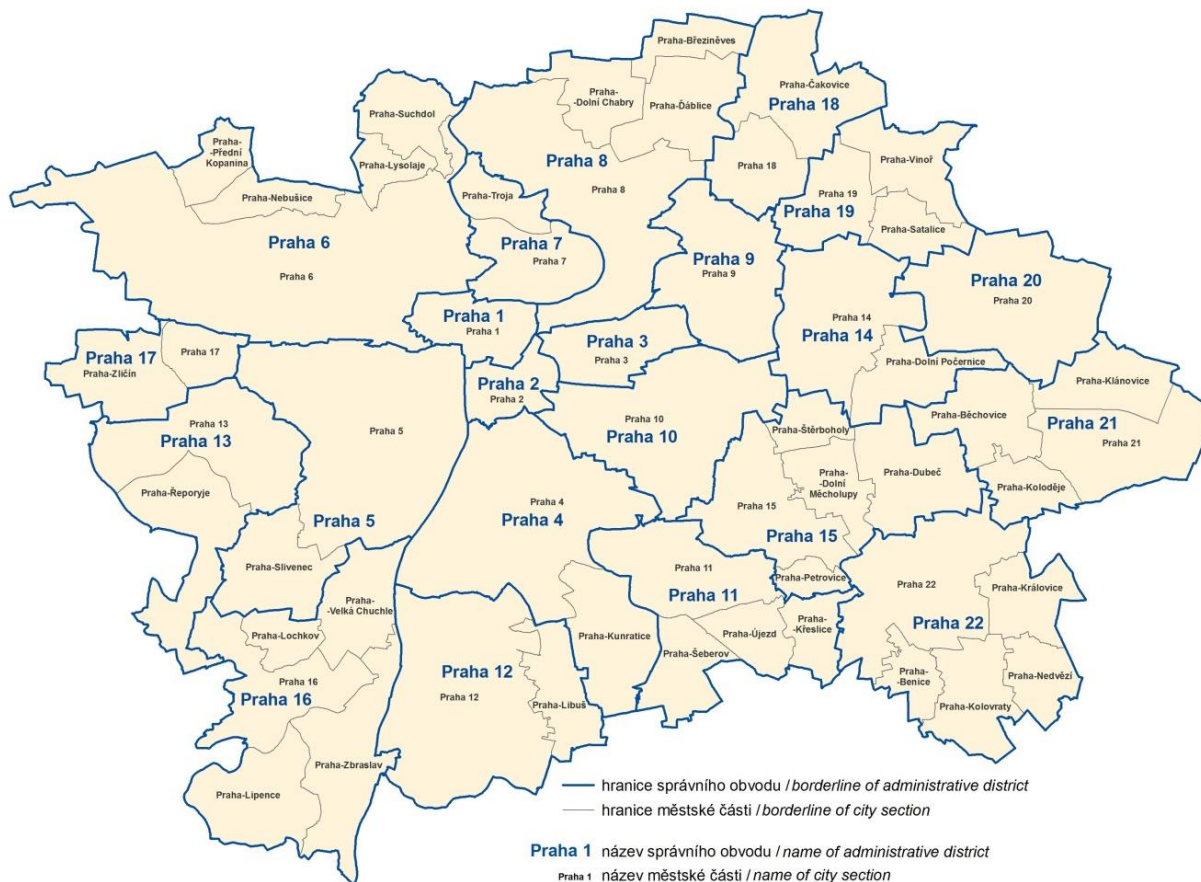 Praha-Březiněves
Praha-
-Dolní Chabry
Praha-Ďáblice
Praha-Čakovice
Praha 18
Praha-Suchdol
Praha-
-Přední
Kopanina
Praha-Lysolaje
Praha 8
Praha 8
Praha 18
Praha-Vinoř
Praha-Nebušice
Praha-Troja
Praha 19
Praha 19
Praha-Satalice
Praha 6
Praha 6
Praha 7
Praha 7
Praha 9
Praha 9
Praha 20
Praha 20
Praha 1
Praha 1
Praha 3
Praha 3
Praha 14
Praha 14
Praha 17
Praha-Zličín
Praha 17
Praha 2
Praha 2
Praha-Dolní Počernice
Praha-Klánovice
Praha 13
Praha 13
Praha 5
Praha 10
Praha 10
Praha-Štěrboholy
Praha-Běchovice
Praha 21
Praha 21
Praha-Řeporyje
Praha-
-Dolní
Měcholupy
Praha-Dubeč
Praha-Koloděje
Praha 5
Praha 4
Praha 4
Praha 15
Praha 15
Praha-Slivenec
Praha 11
Praha 11
Praha-Petrovice
Praha 22
Praha 22
Praha-Královice
Praha-
-Velká Chuchle
Praha-Lochkov
Praha-Kunratice
Praha-Šeberov
Praha-Újezd
Praha-
-Křeslice
Praha 16
Praha 16
Praha 12
Praha 12
Praha-Libuš
Praha-
-Benice
Praha-Kolovraty
Praha-Nedvězí
Praha-Lipence
Praha-Zbraslav
hranice správního obvodu / borderline of administrative district
hranice městské části / borderline of city section
Praha 1 název správního obvodu / name of administrative district
Praha 1 název městské části / name of city section